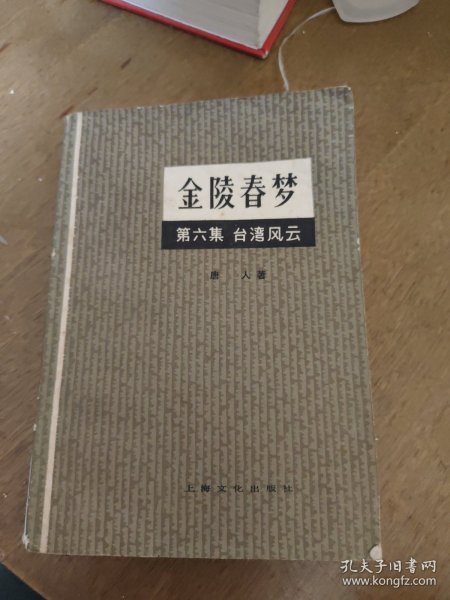 金陵春梦
第六集 台湾风云
唐 人著
上海文化出版社
孔夫子旧书网
www.kongfz.com